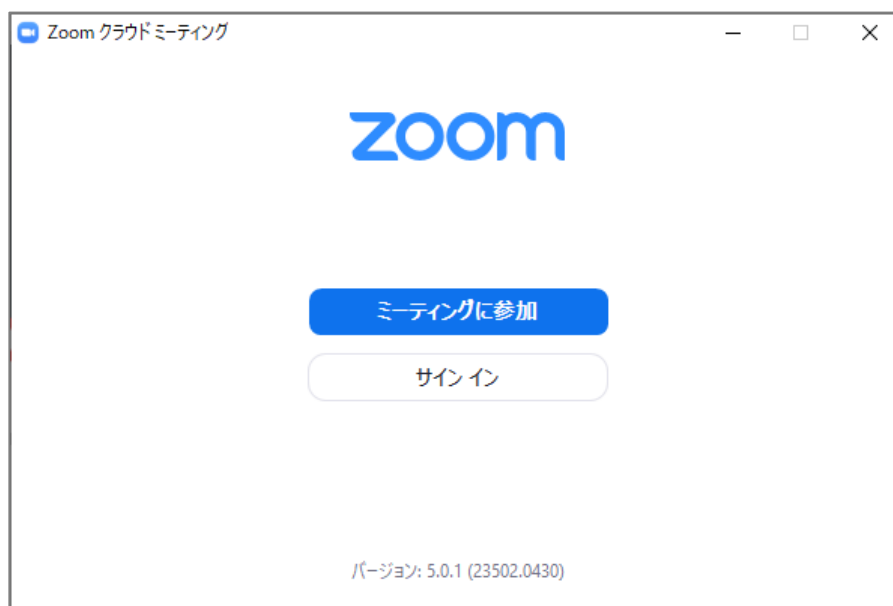 Zoom クラウド ミーティング
zoom
ミーティングに参加
サイン イン
バージョン: 5.0.1 (23502.0430)